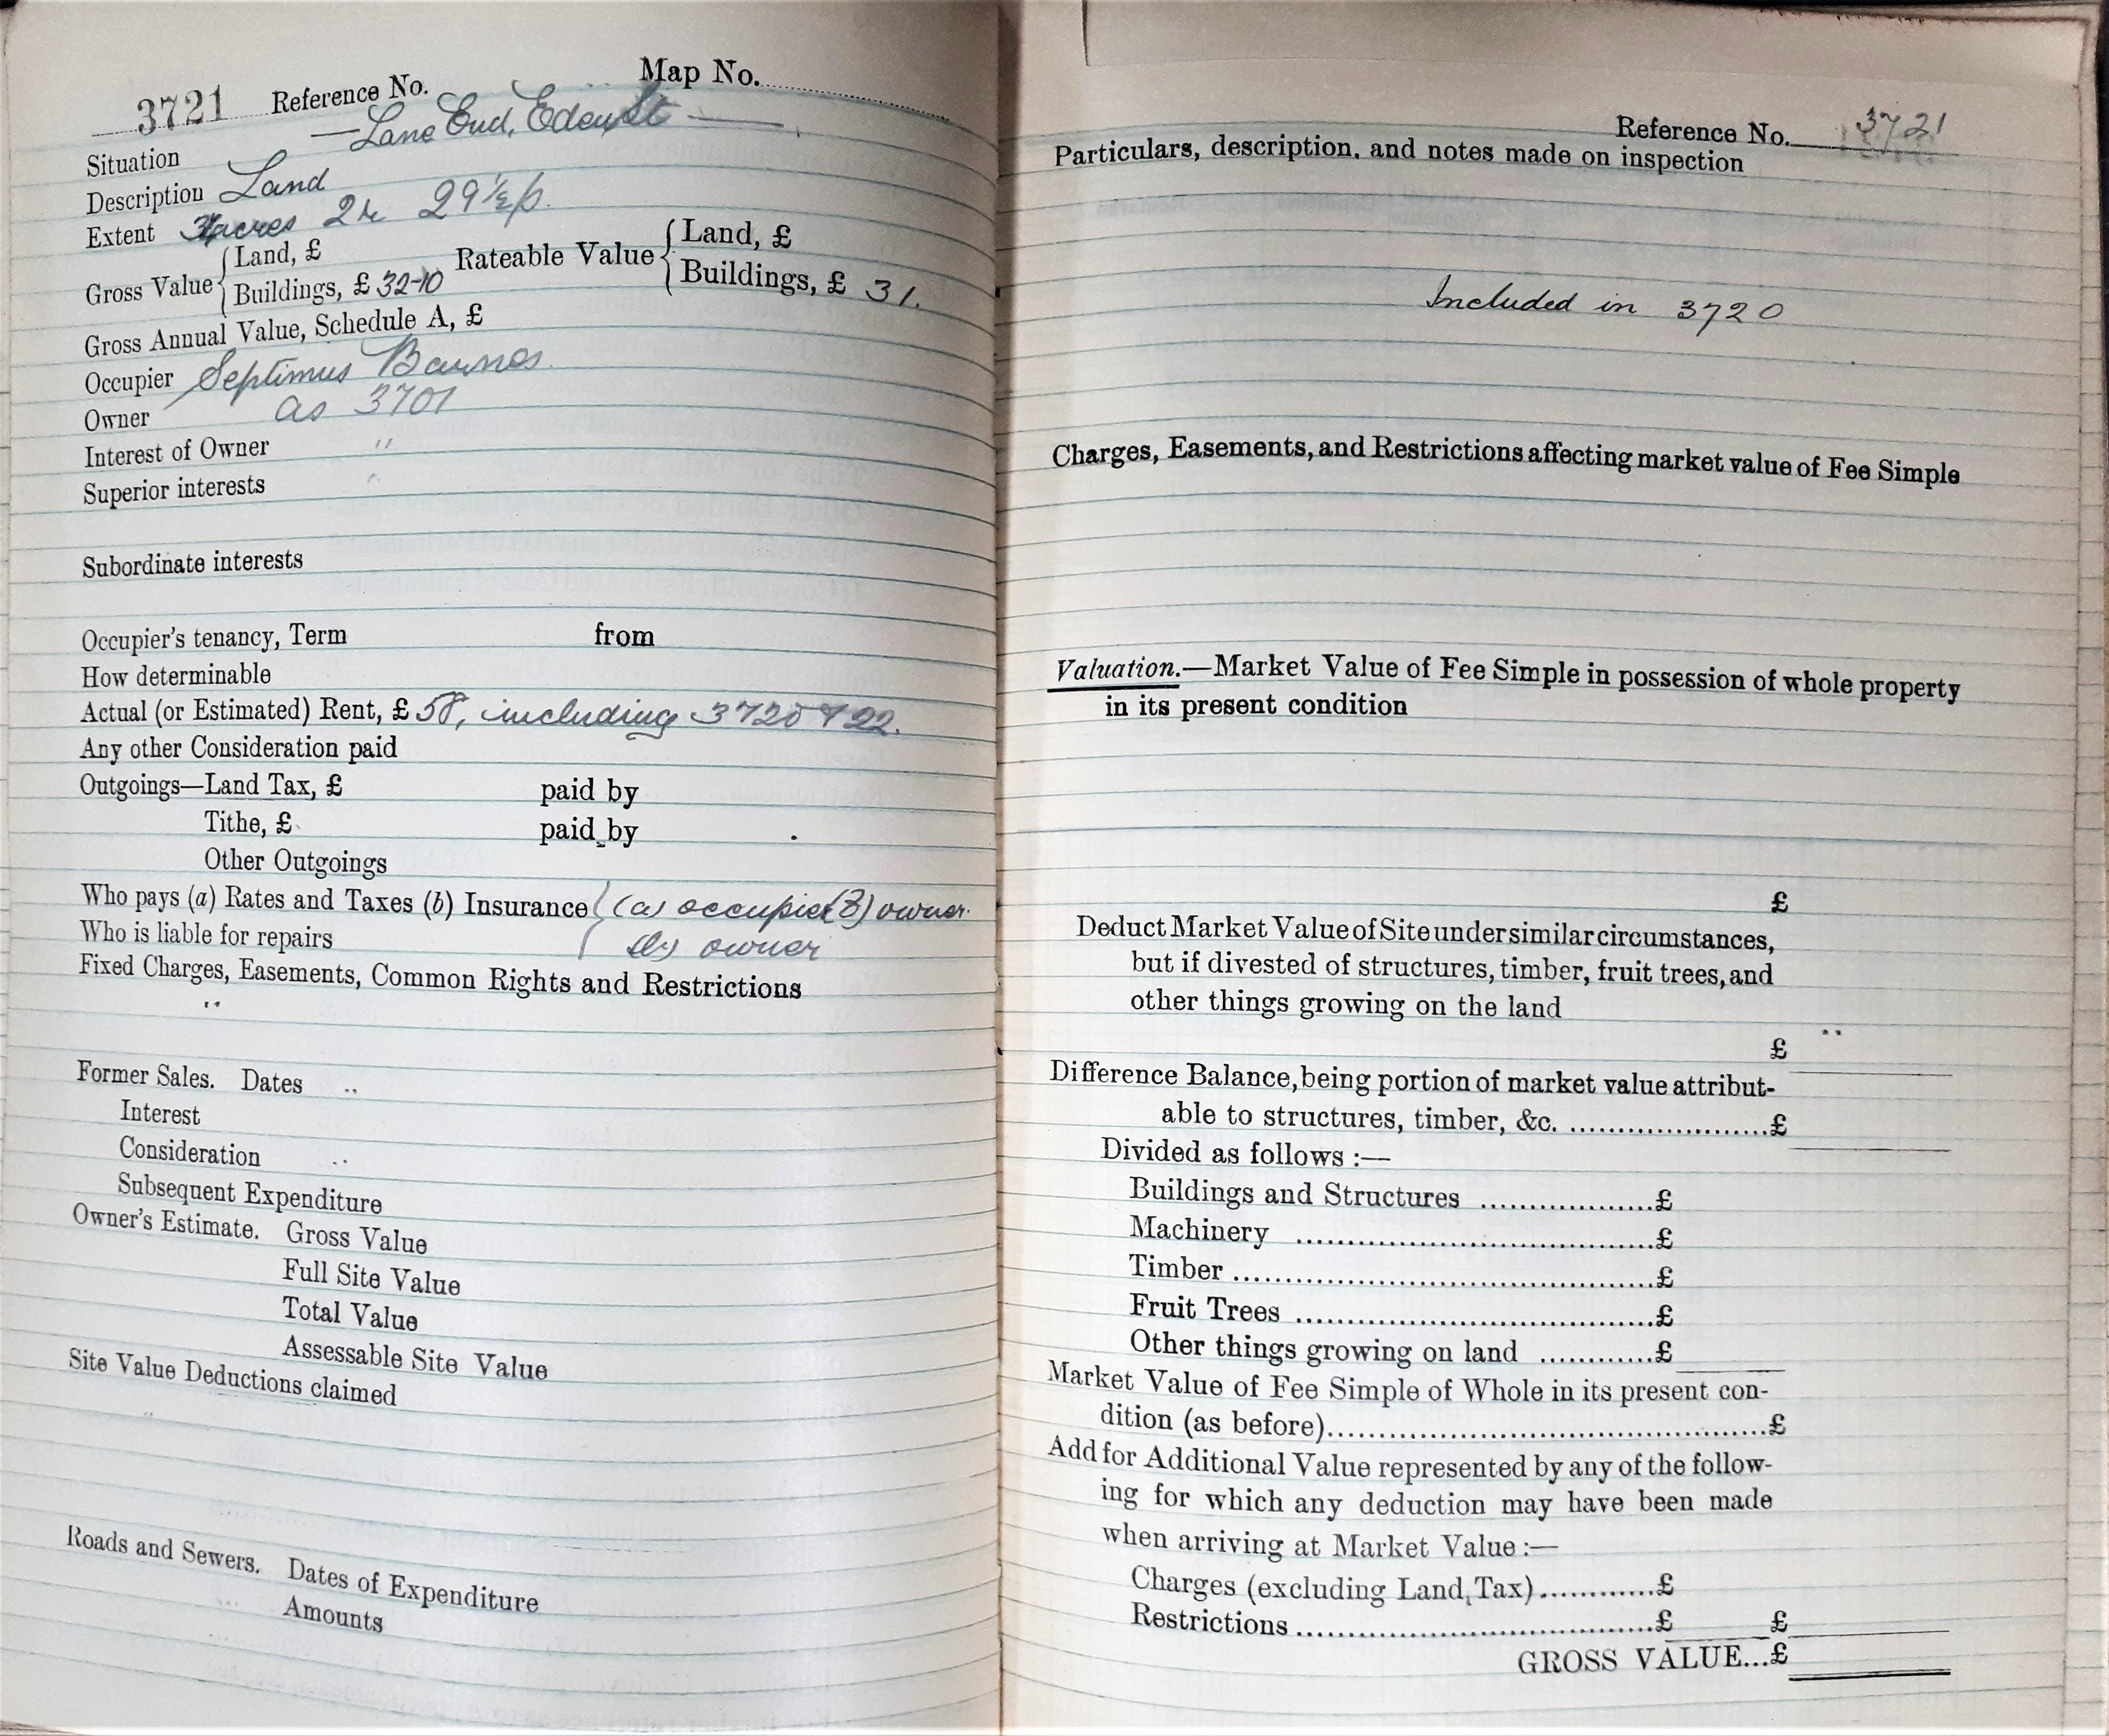 Map No.
3721 Reference No.
Situation — Lane End, Eden St —
Description Land
Extent acres 2r 29½p.
Gross Value { Land, £
Buildings, £ 32-10
Rateable Value { Land, £
Buildings, £ 31.
Gross Annual Value, Schedule A, £
Occupier Septimus Barnes.
Owner as 3701
Interest of Owner "
Superior interests "
Subordinate interests
Occupier's tenancy, Term from
How determinable
Actual (or Estimated) Rent, £ 58, including 3720 & 22.
Any other Consideration paid
Outgoings—Land Tax, £ paid by
Tithe, £ paid by
Other Outgoings
Who pays (a) Rates and Taxes (b) Insurance { (a) occupier (B) owner.
Who is liable for repairs owner
Fixed Charges, Easements, Common Rights and Restrictions
Former Sales. Dates
Interest
Consideration
Subsequent Expenditure
Owner's Estimate. Gross Value
Full Site Value
Total Value
Assessable Site Value
Site Value Deductions claimed
Roads and Sewers. Dates of Expenditure
Amounts
Reference No. 3721
Particulars, description, and notes made on inspection
Included in 3720
Charges, Easements, and Restrictions affecting market value of Fee Simple
Valuation.—Market Value of Fee Simple in possession of whole property
in its present condition
£
Deduct Market Value of Site under similar circumstances,
but if divested of structures, timber, fruit trees, and
other things growing on the land
£
Difference Balance, being portion of market value attribut-
able to structures, timber, &c. .....................£
Divided as follows :—
Buildings and Structures ..................£
Machinery .....................................£
Timber ...........................................£
Fruit Trees .....................................£
Other things growing on land ............£
Market Value of Fee Simple of Whole in its present con-
dition (as before)..............................................£
Add for Additional Value represented by any of the follow-
ing for which any deduction may have been made
when arriving at Market Value :—
Charges (excluding Land Tax)............£
Restrictions .....................................£ £
GROSS VALUE...£